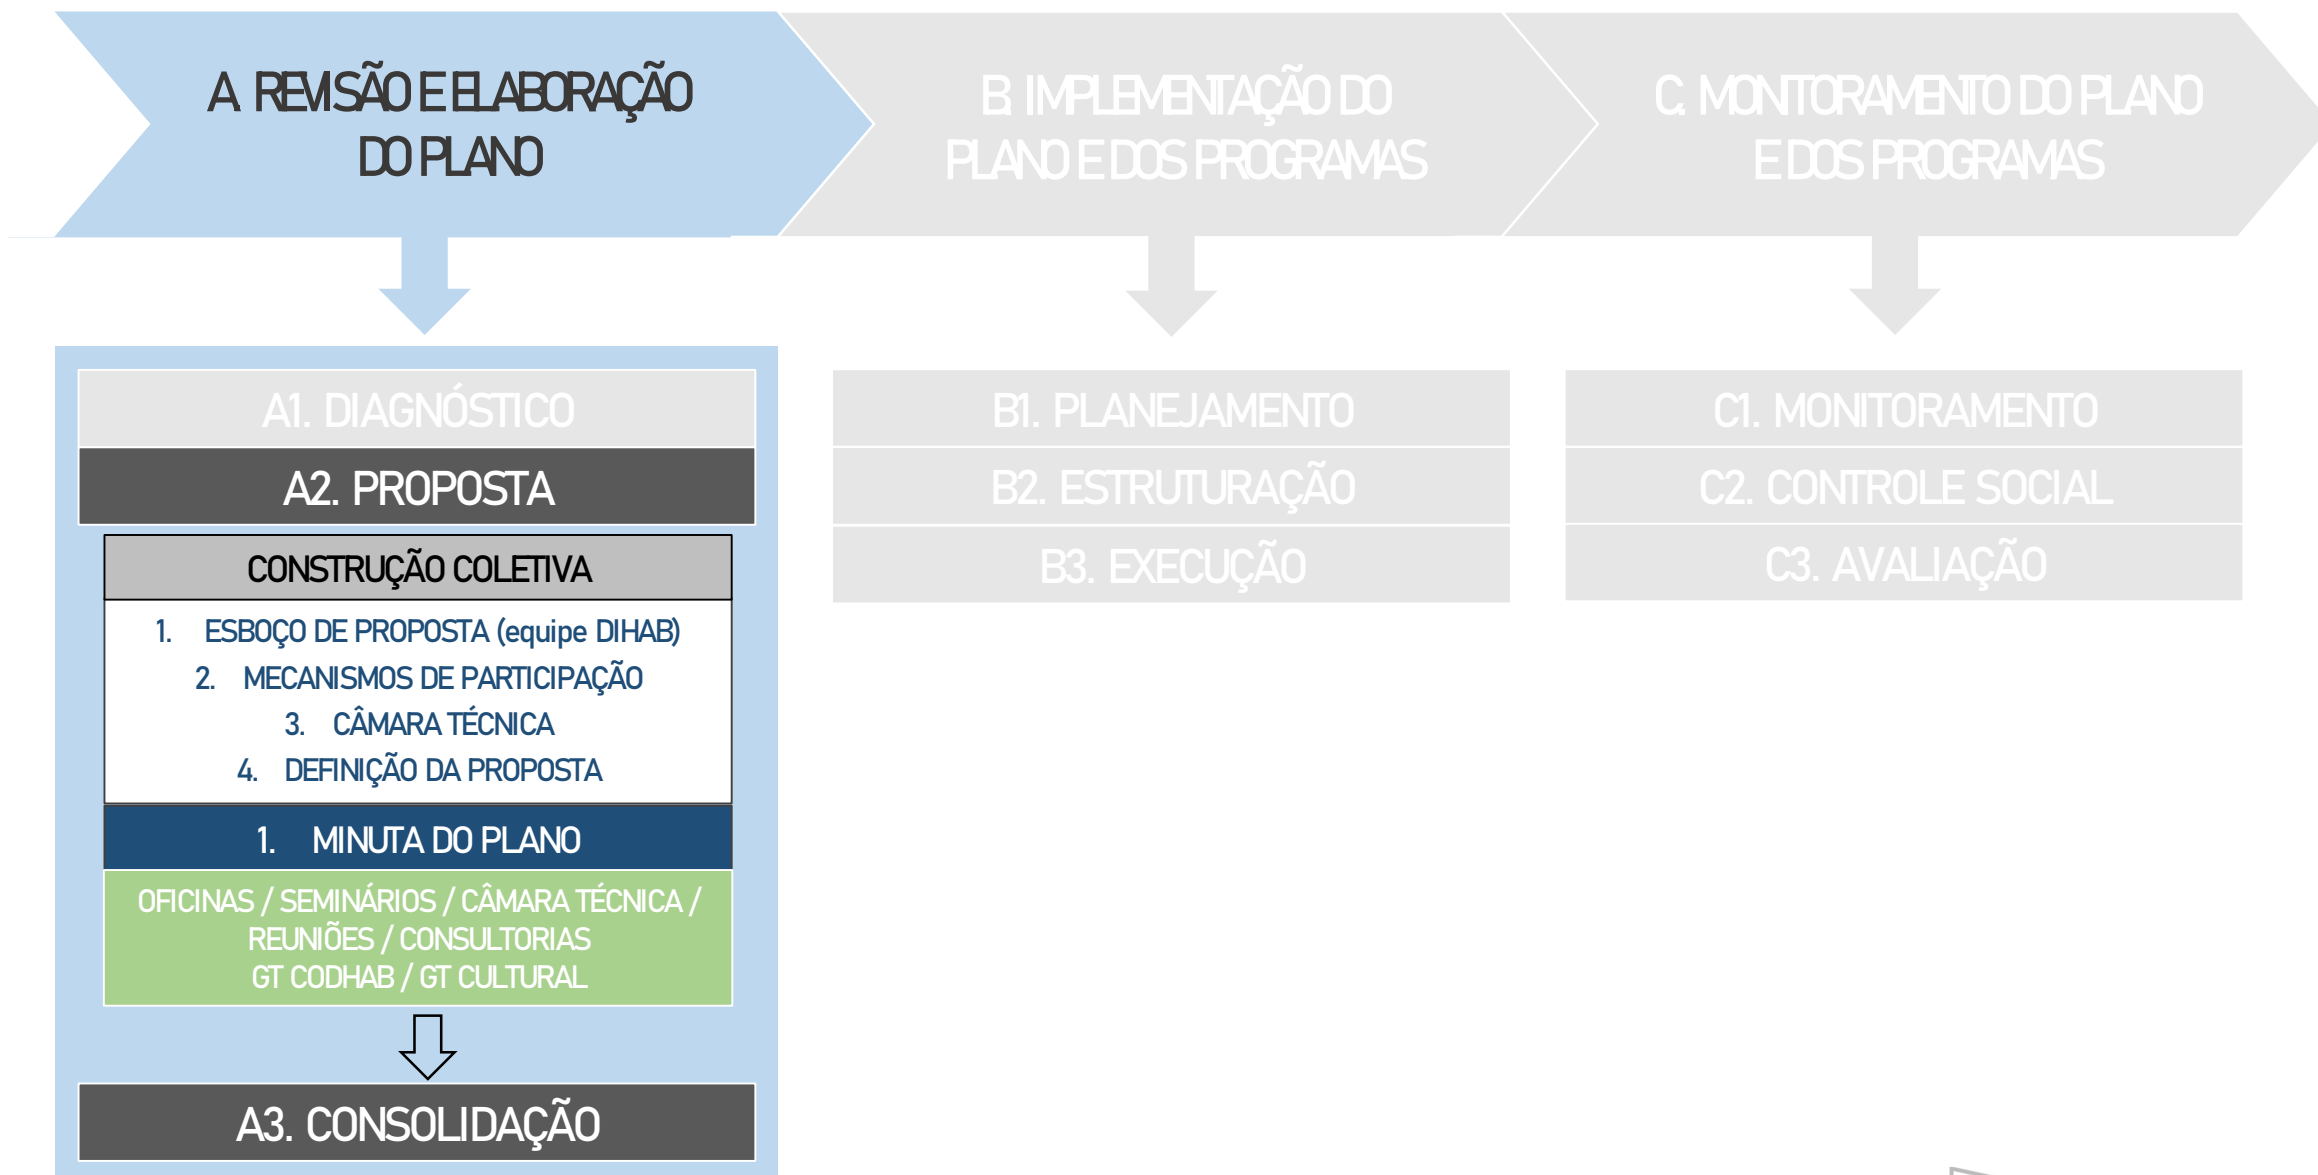 A. REVISÃO E ELABORAÇÃO
DO PLANO
B. IMPLEMENTAÇÃO DO
PLANO E DOS PROGRAMAS
C. MONITORAMENTO DO PLANO
E DOS PROGRAMAS
A1. DIAGNÓSTICO
A2. PROPOSTA
CONSTRUÇÃO COLETIVA
1. ESBOÇO DE PROPOSTA (equipe DIHAB)
2. MECANISMOS DE PARTICIPAÇÃO
3. CÂMARA TÉCNICA
4. DEFINIÇÃO DA PROPOSTA
1. MINUTA DO PLANO
OFICINAS / SEMINÁRIOS / CÂMARA TÉCNICA /
REUNIÕES / CONSULTORIAS
GT CODHAB / GT CULTURAL
A3. CONSOLIDAÇÃO
B1. PLANEJAMENTO
B2. ESTRUTURAÇÃO
B3. EXECUÇÃO
C1. MONITORAMENTO
C2. CONTROLE SOCIAL
C3. AVALIAÇÃO